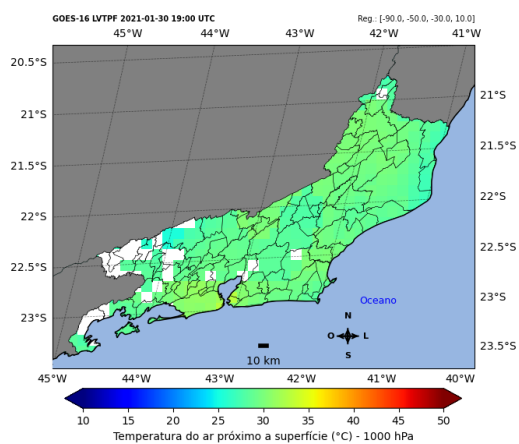 GOES-16 LVTPF 2021-01-30 19:00 UTC
Reg.: [-90.0, -50.0, -30.0, 10.0]
45°W 44°W 43°W 42°W 41°W
20.5°S
21°S
21°S
21.5°S
21.5°S
22°S
22°S
22.5°S
22.5°S
23°S
23°S
23.5°S
Oceano
N
O L
S
10 km
45°W 44°W 43°W 42°W 41°W 40°W
10 15 20 25 30 35 40 45 50
Temperatura do ar próximo a superfície (°C) - 1000 hPa